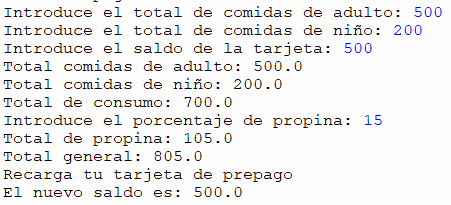 Introduce el total de comidas de adulto: 500
Introduce el total de comidas de niño: 200
Introduce el saldo de la tarjeta: 500
Total comidas de adulto: 500.0
Total comidas de niño: 200.0
Total de consumo: 700.0
Introduce el porcentaje de propina: 15
Total de propina: 105.0
Total general: 805.0
Recarga tu tarjeta de prepago
El nuevo saldo es: 500.0